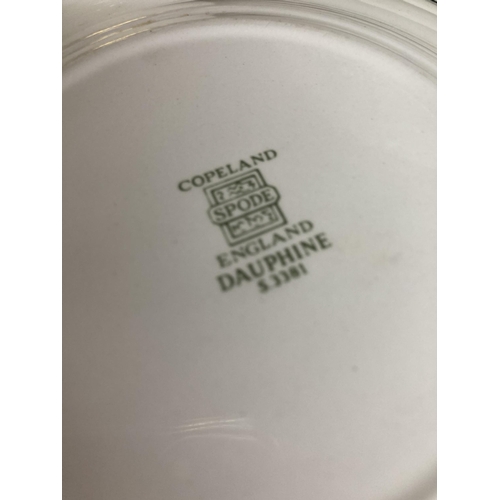 COPELAND
SPODE
ENGLAND
DAUPHINE
S 3381